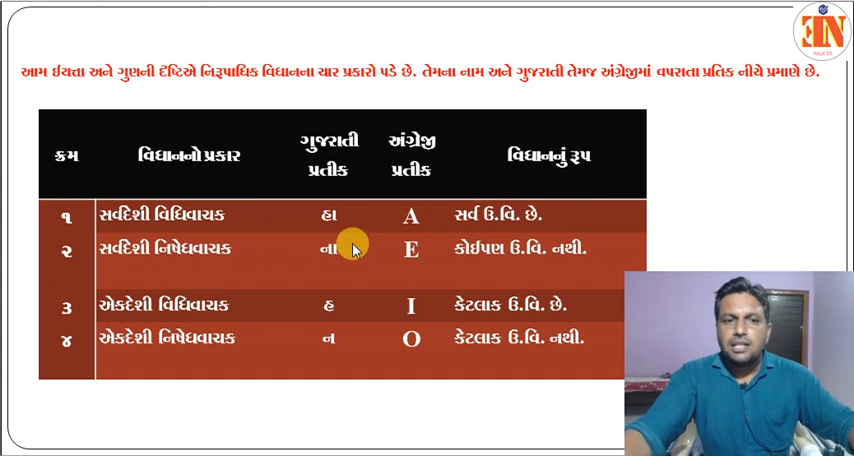 આમ ઈયત્તા અને ગુણની દૃષ્ટિએ નિરૂપાધિક વિધાનના ચાર પ્રકારો પડે છે. તેમના નામ અને ગુજરાતી તેમજ અંગ્રેજીમાં વપરાતા પ્રતિક નીચે પ્રમાણે છે.
ક્રમ વિધાનનો પ્રકાર ગુજરાતી પ્રતીક અંગ્રેજી પ્રતીક વિધાનનું રૂપ
૧ સર્વદેશી વિધિવાચક હા A સર્વ ઉ.વિ. છે.
૨ સર્વદેશી નિષેધવાચક ના E કોઈપણ ઉ.વિ. નથી.
૩ એકદેશી વિધિવાચક હ I કેટલાક ઉ.વિ. છે.
૪ એકદેશી નિષેધવાચક ન O કેટલાક ઉ.વિ. નથી.